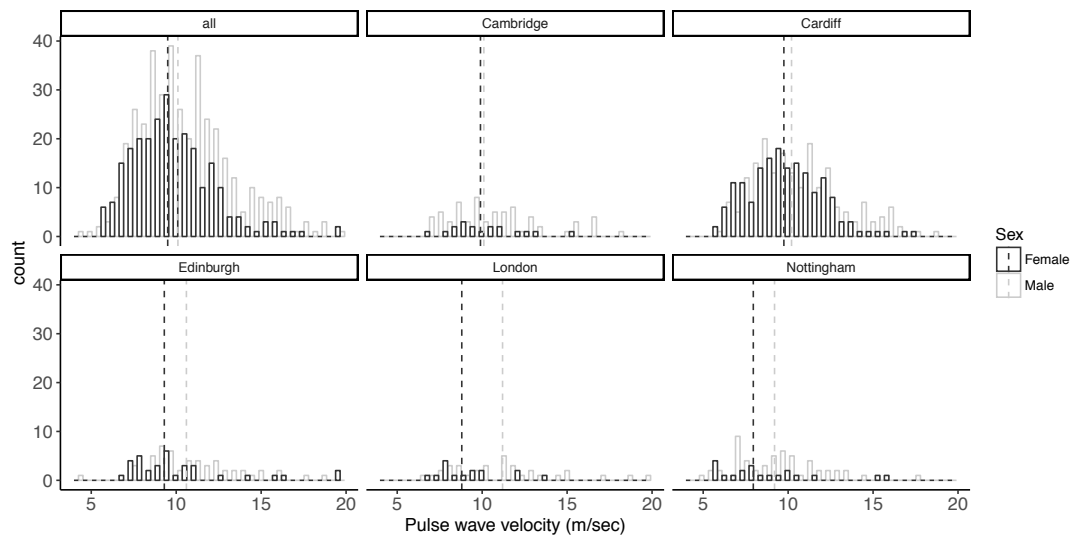 all Cambridge Cardiff
40
30
20
10
0
count
Edinburgh London Nottingham
40
30
20
10
0
5 10 15 20 5 10 15 20 5 10 15 20
Pulse wave velocity (m/sec)
Sex
Female
Male